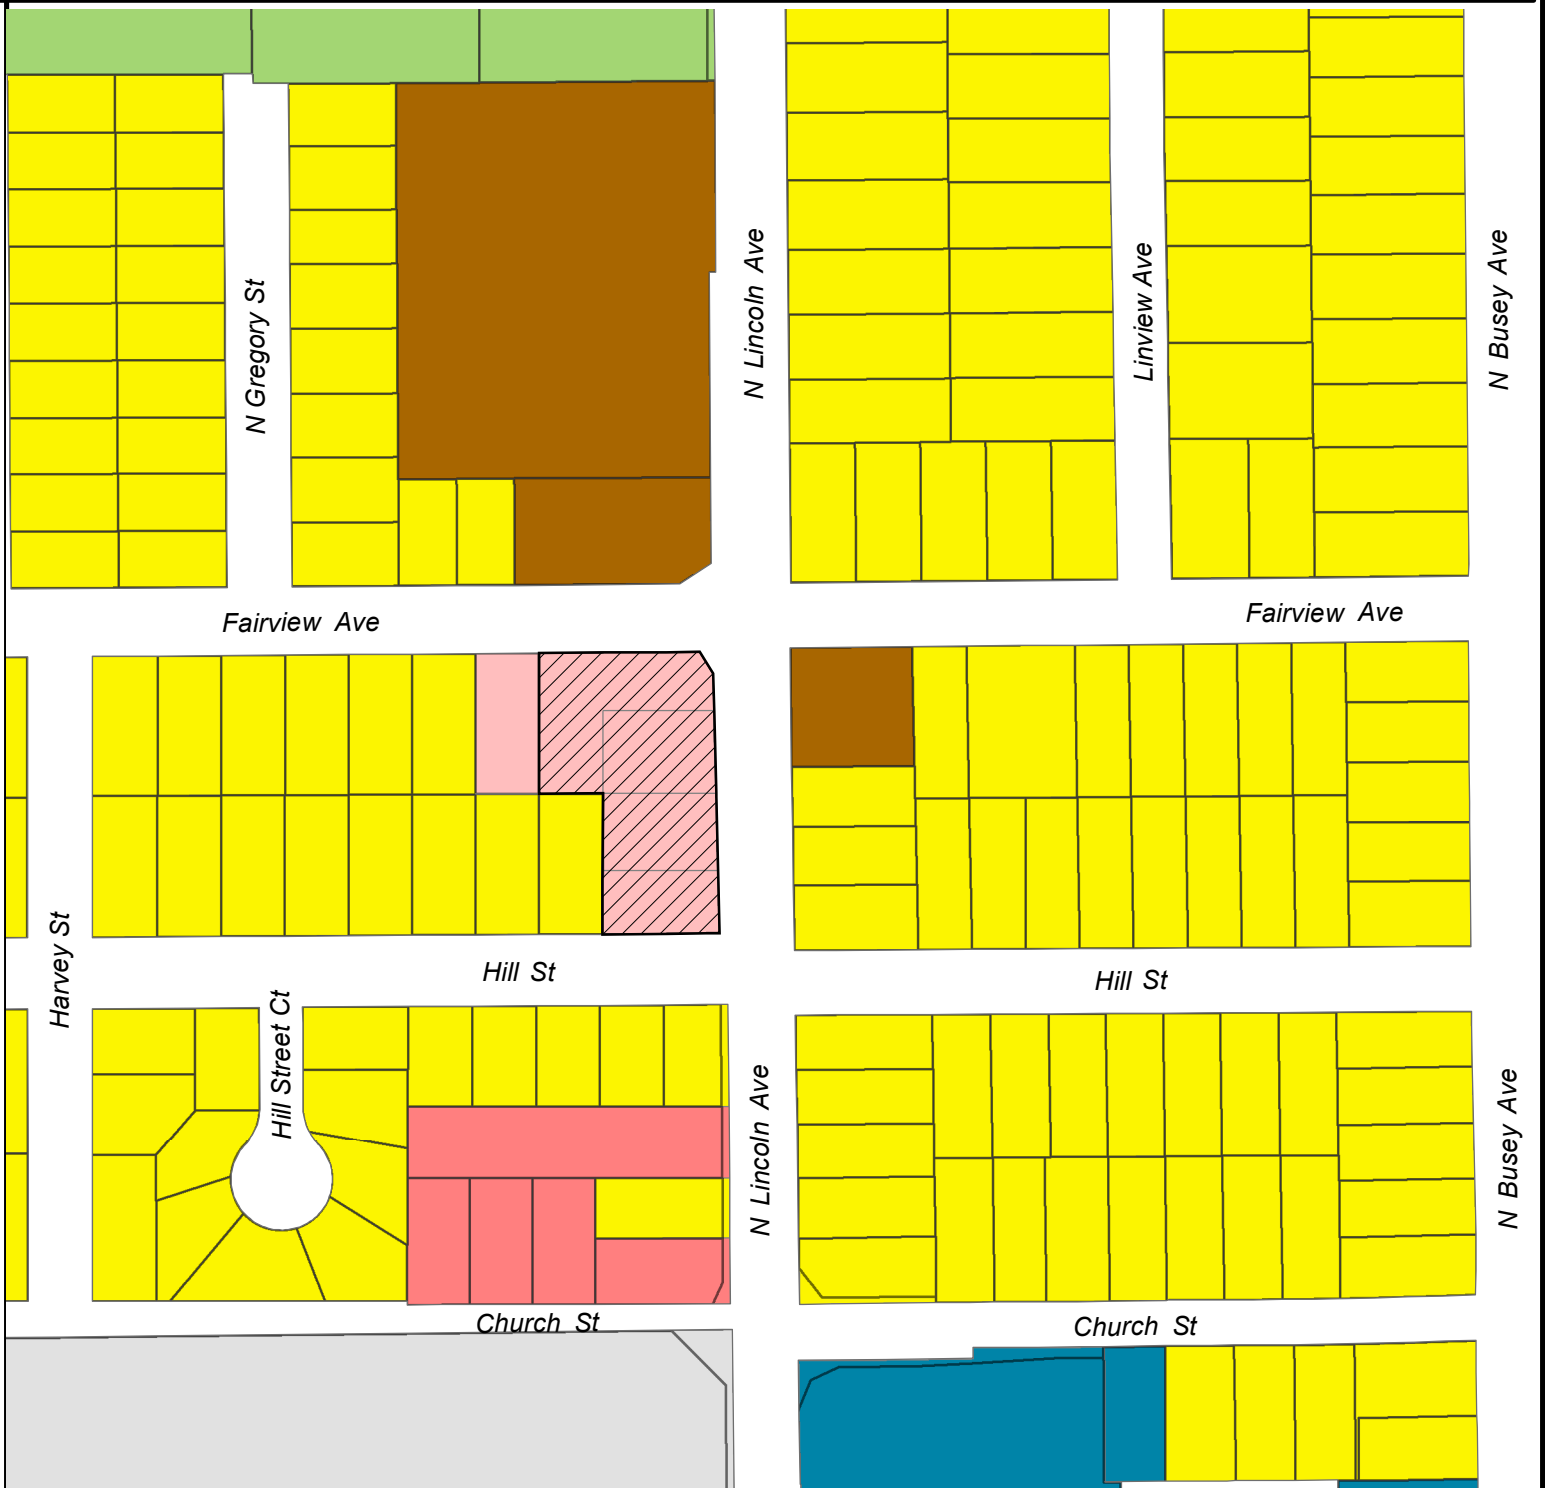 N Gregory St
N Lincoln Ave
Linview Ave
N Busey Ave
Fairview Ave
Fairview Ave
Harvey St
Hill St
Hill St
Hill Street Ct
N Lincoln Ave
N Busey Ave
Church St
Church St